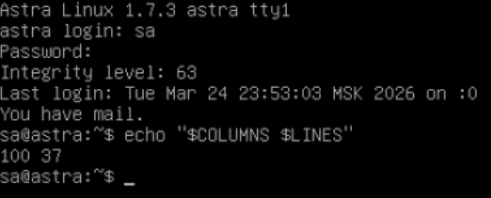 Astra Linux 1.7.3 astra tty1
astra login: sa
Password:
Integrity level: 63
Last login: Tue Mar 24 23:53:03 MSK 2026 on :0
You have mail.
sa@astra:~$ echo "$COLUMNS $LINES"
100 37
sa@astra:~$ _